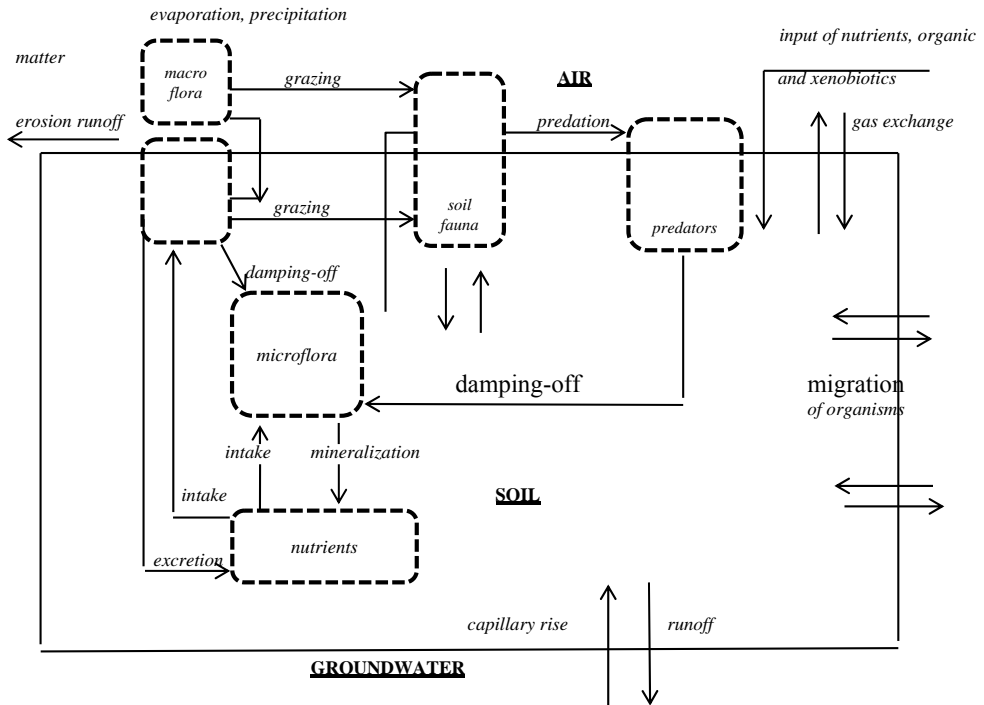 evaporation, precipitation
input of nutrients, organic
matter
macro
flora
grazing
AIR
and xenobiotics
erosion runoff
predation
gas exchange
grazing
soil
fauna
predators
damping-off
microflora
damping-off
migration
of organisms
intake
mineralization
intake
SOIL
nutrients
excretion
capillary rise
runoff
GROUNDWATER